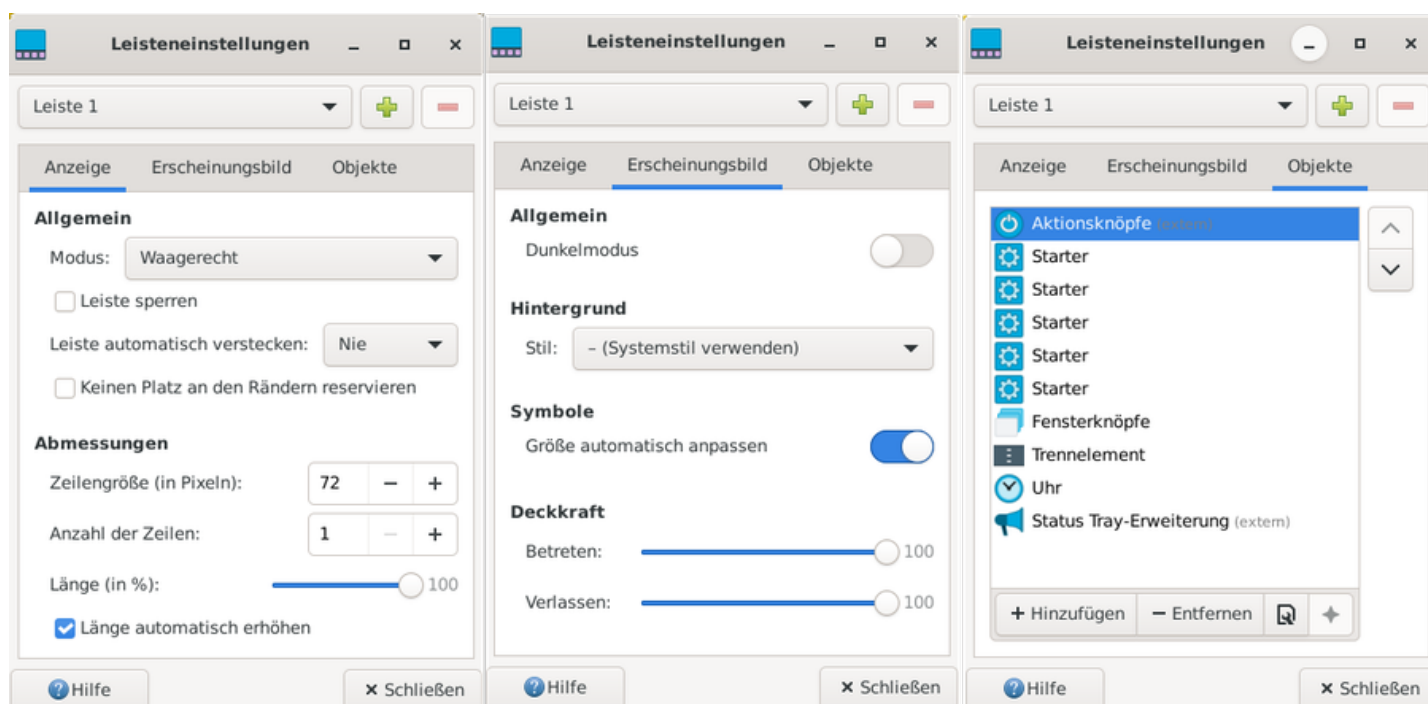 Leisteneinstellungen
Leiste 1
Anzeige Erscheinungsbild Objekte
Allgemein
Modus: Waagerecht
Leiste sperren
Leiste automatisch verstecken: Nie
Keinen Platz an den Rändern reservieren
Abmessungen
Zeilengröße (in Pixeln): 72 − +
Anzahl der Zeilen: 1 − +
Länge (in %): 100
Länge automatisch erhöhen
Hilfe × Schließen
Leisteneinstellungen
Leiste 1
Anzeige Erscheinungsbild Objekte
Allgemein
Dunkelmodus
Hintergrund
Stil: – (Systemstil verwenden)
Symbole
Größe automatisch anpassen
Deckkraft
Betreten: 100
Verlassen: 100
Hilfe × Schließen
Leisteneinstellungen
Leiste 1
Anzeige Erscheinungsbild Objekte
Aktionsknöpfe (extern)
Starter
Starter
Starter
Starter
Starter
Fensterknöpfe
Trennelement
Uhr
Status Tray-Erweiterung (extern)
+ Hinzufügen − Entfernen
Hilfe × Schließen